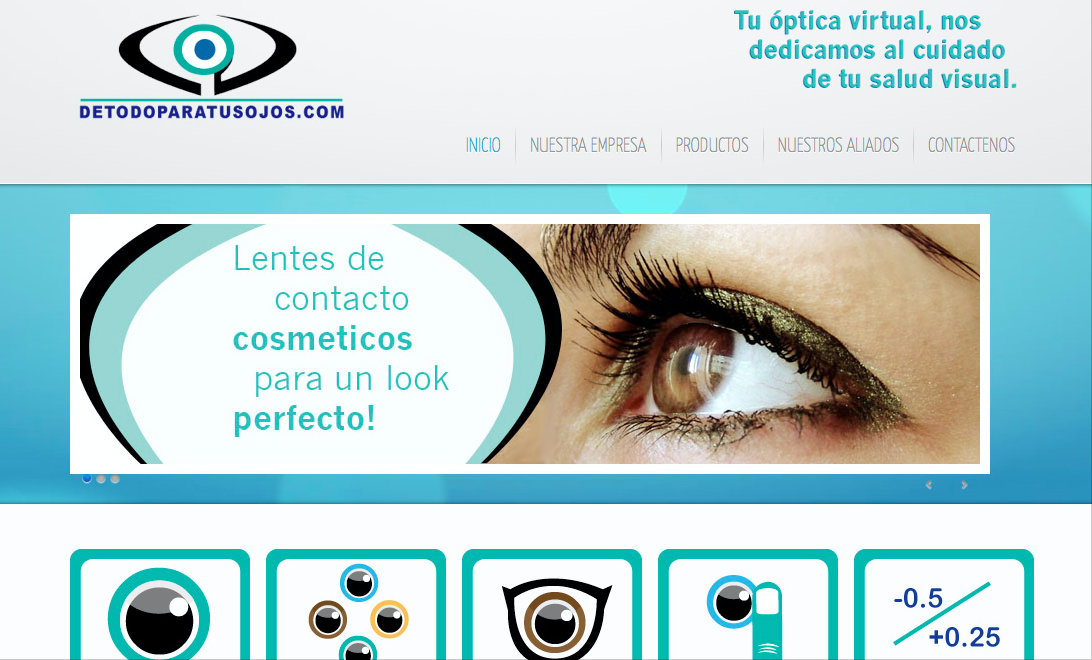 Tu óptica virtual, nos
dedicamos al cuidado
de tu salud visual.
DETODOPARATUSOJOS.COM
INICIO
NUESTRA EMPRESA
PRODUCTOS
NUESTROS ALIADOS
CONTACTENOS
Lentes de
contacto
cosmeticos
para un look
perfecto!
-0.5
+0.25